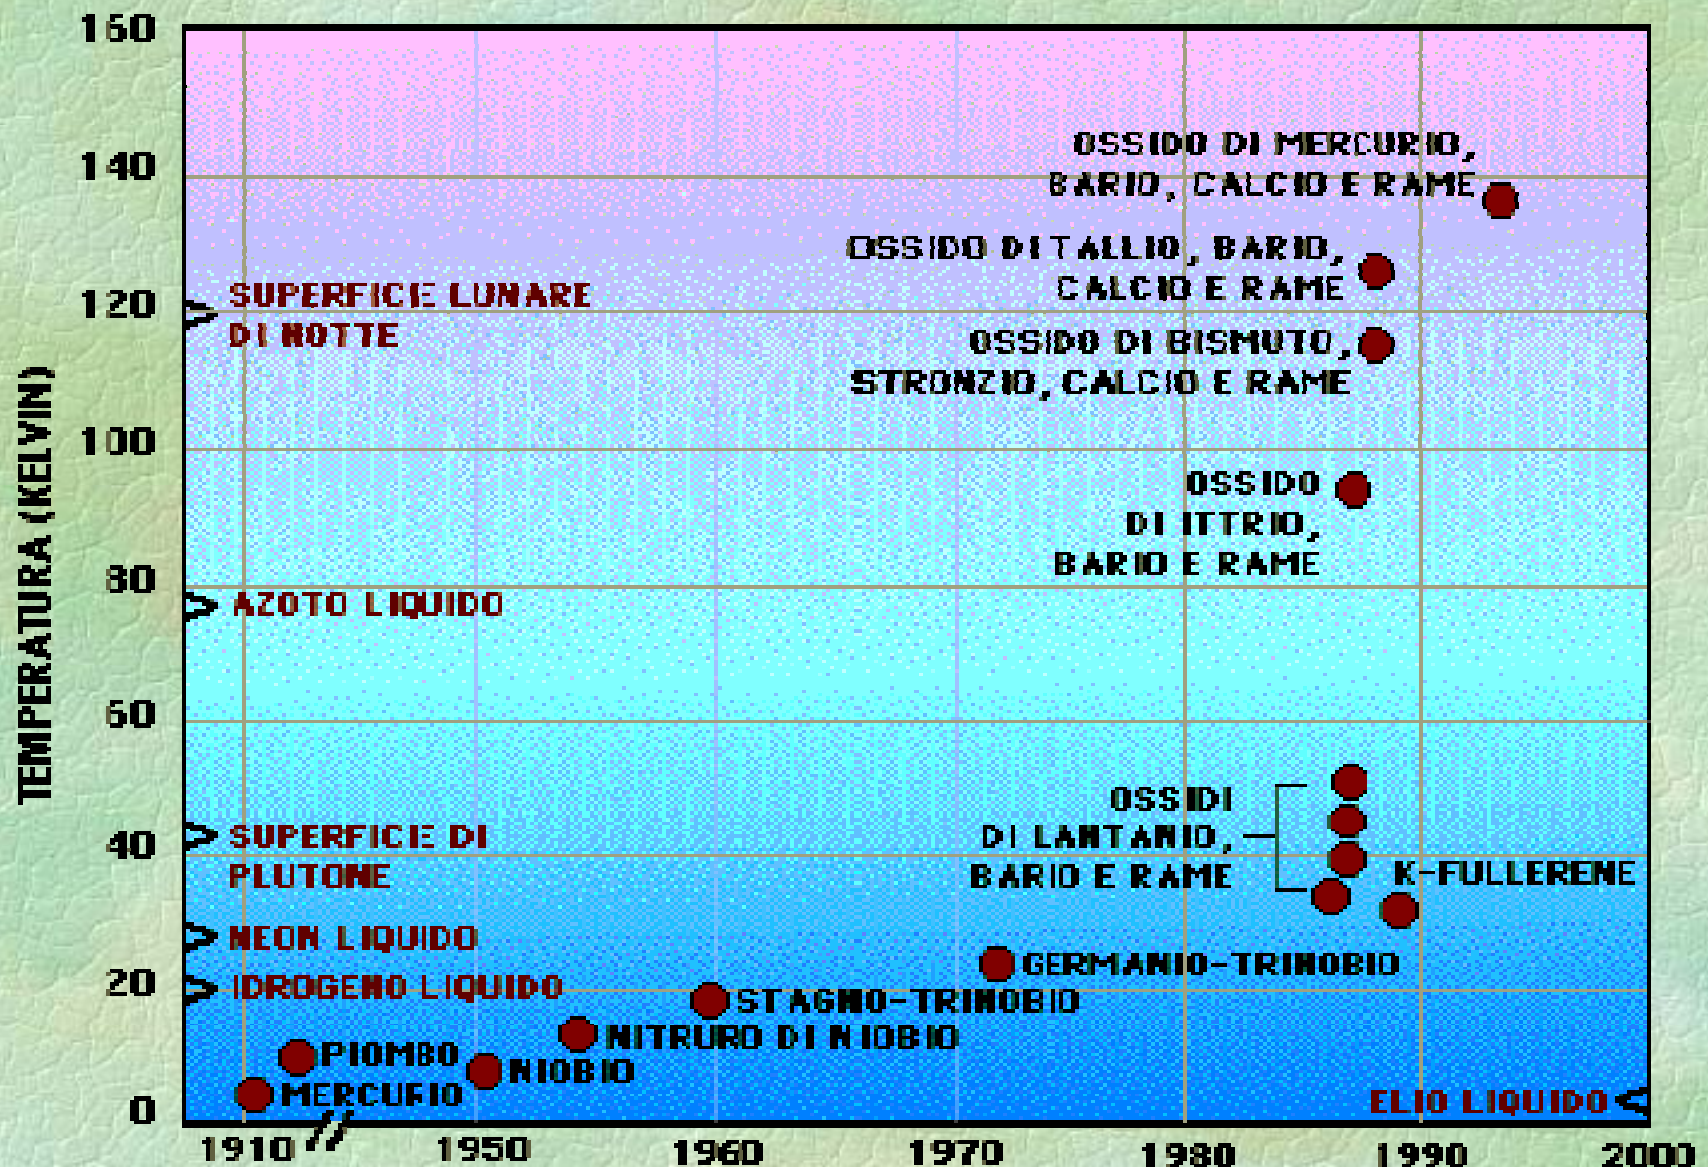 160
140
120
100
80
60
40
20
0
TEMPERATURA (KELVIN)
OSSIDO DI MERCURIO,
BARIO, CALCIO E RAME
OSSIDO DI TALLIO, BARIO,
CALCIO E RAME
SUPERFICIE LUNARE
DI NOTTE
OSSIDO DI BISMUTO,
STRONZIO, CALCIO E RAME
OSSIDO
DI ITTRIO,
BARIO E RAME
AZOTO LIQUIDO
OSSIDI
DI LANTANIO,
BARIO E RAME
SUPERFICIE DI
PLUTONE
K-FULLERENE
NEON LIQUIDO
GERMANIO-TRINOBIO
IDROGENO LIQUIDO
STAGNO-TRINOBIO
NITRURO DI NIOBIO
PIOMBO
NIOBIO
MERCURIO
ELIO LIQUIDO
1910 // 1950 1960 1970 1980 1990 2000